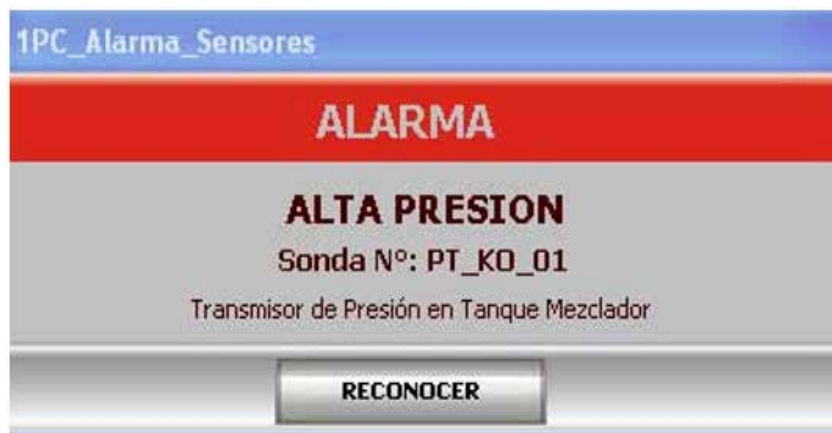 1PC_Alarma_Sensores
ALARMA
ALTA PRESION
Sonda Nº: PT_KO_01
Transmisor de Presión en Tanque Mezclador
RECONOCER